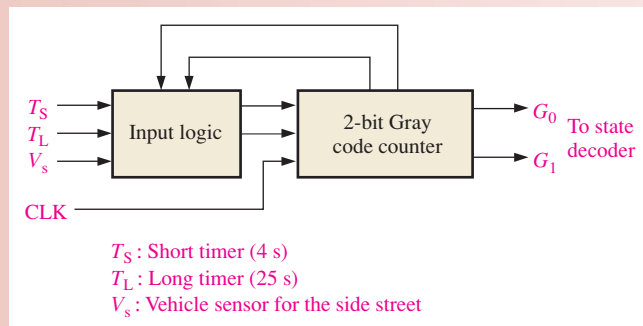 T_S
T_L
V_s
CLK
Input logic
2-bit Gray
code counter
G_0
G_1
To state
decoder
T_S : Short timer (4 s)
T_L : Long timer (25 s)
V_s : Vehicle sensor for the side street